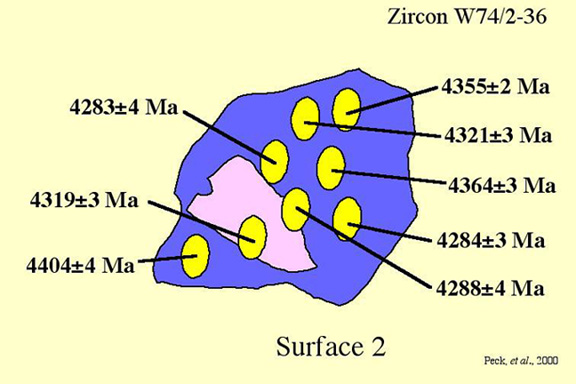 Zircon W74/2-36
4355±2 Ma
4283±4 Ma
4321±3 Ma
4364±3 Ma
4319±3 Ma
4284±3 Ma
4404±4 Ma
4288±4 Ma
Surface 2
Peck, et al., 2000